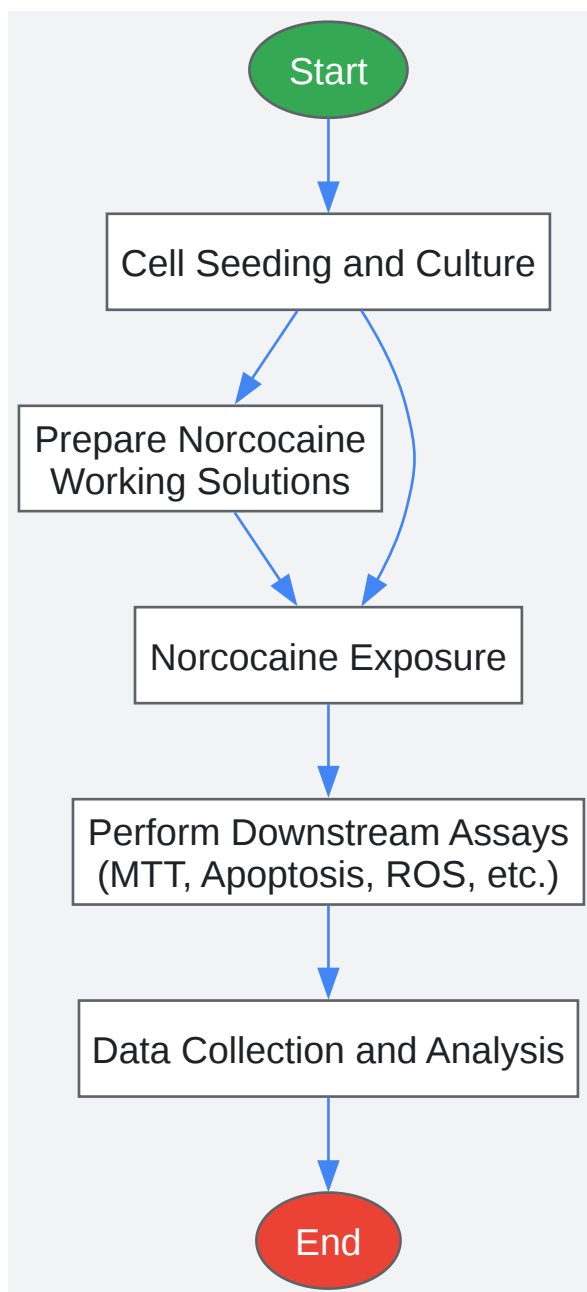 Start
Cell Seeding and Culture
Prepare Norcocaine
Working Solutions
Norcocaine Exposure
Perform Downstream Assays
(MTT, Apoptosis, ROS, etc.)
Data Collection and Analysis
End